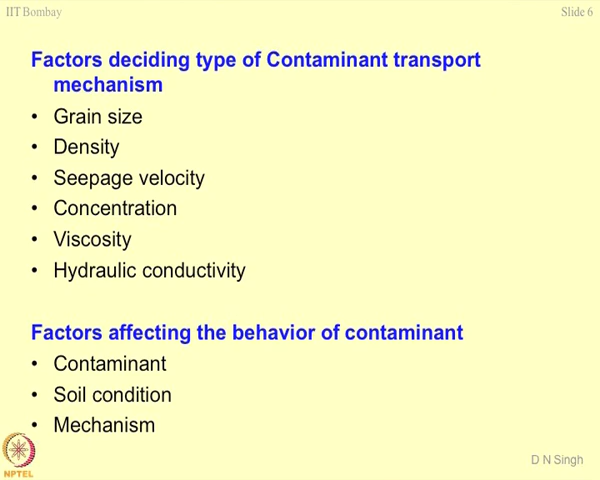 IIT Bombay
Slide 6
Factors deciding type of Contaminant transport
mechanism
• Grain size
• Density
• Seepage velocity
• Concentration
• Viscosity
• Hydraulic conductivity
Factors affecting the behavior of contaminant
• Contaminant
• Soil condition
• Mechanism
NPTEL
D N Singh